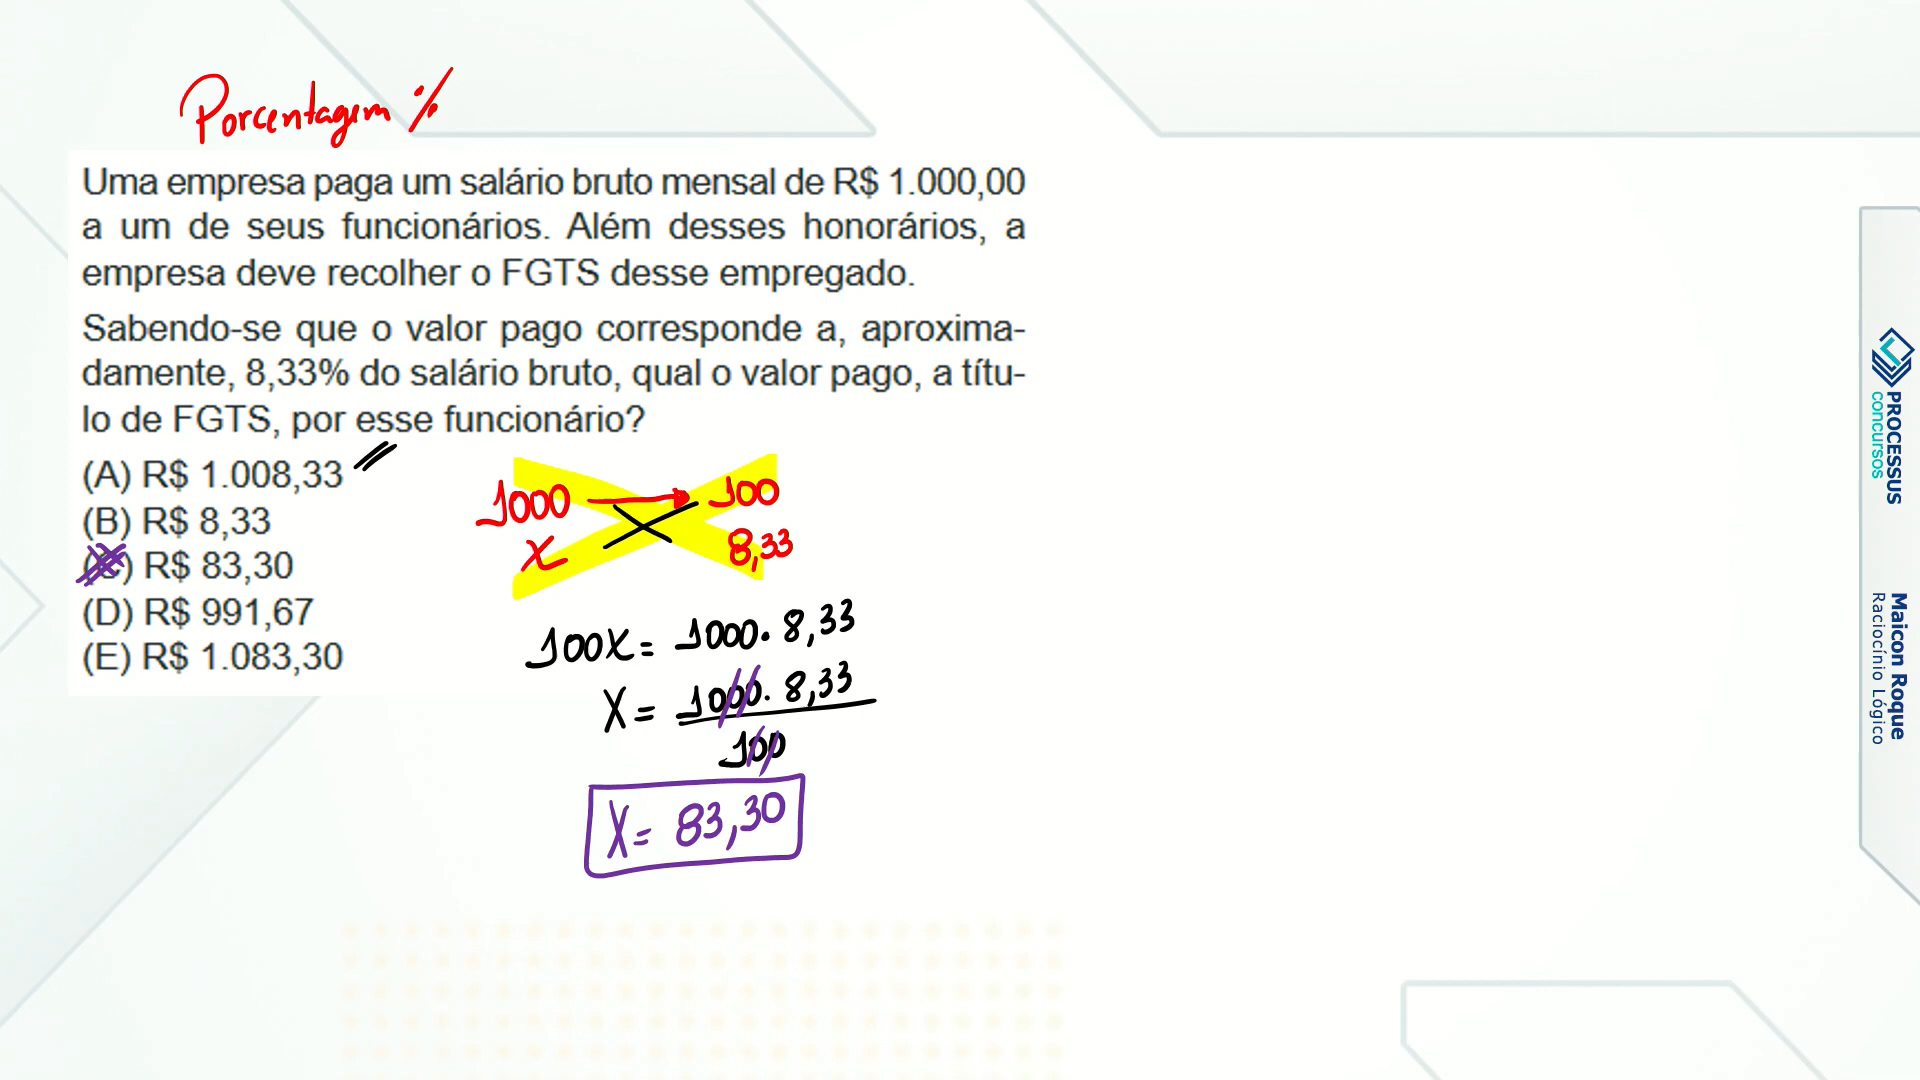 Porcentagem %
Uma empresa paga um salário bruto mensal de R$ 1.000,00
a um de seus funcionários. Além desses honorários, a
empresa deve recolher o FGTS desse empregado.
Sabendo-se que o valor pago corresponde a, aproxima-
damente, 8,33% do salário bruto, qual o valor pago, a títu-
lo de FGTS, por esse funcionário?
(A) R$ 1.008,33
(B) R$ 8,33
(C) R$ 83,30
(D) R$ 991,67
(E) R$ 1.083,30
1000 → 100
x 8,33
100x = 1000 . 8,33
x = 1000 . 8,33
100
x = 83,30
PROCESSUS
concursos
Maicon Roque
Raciocínio Lógico